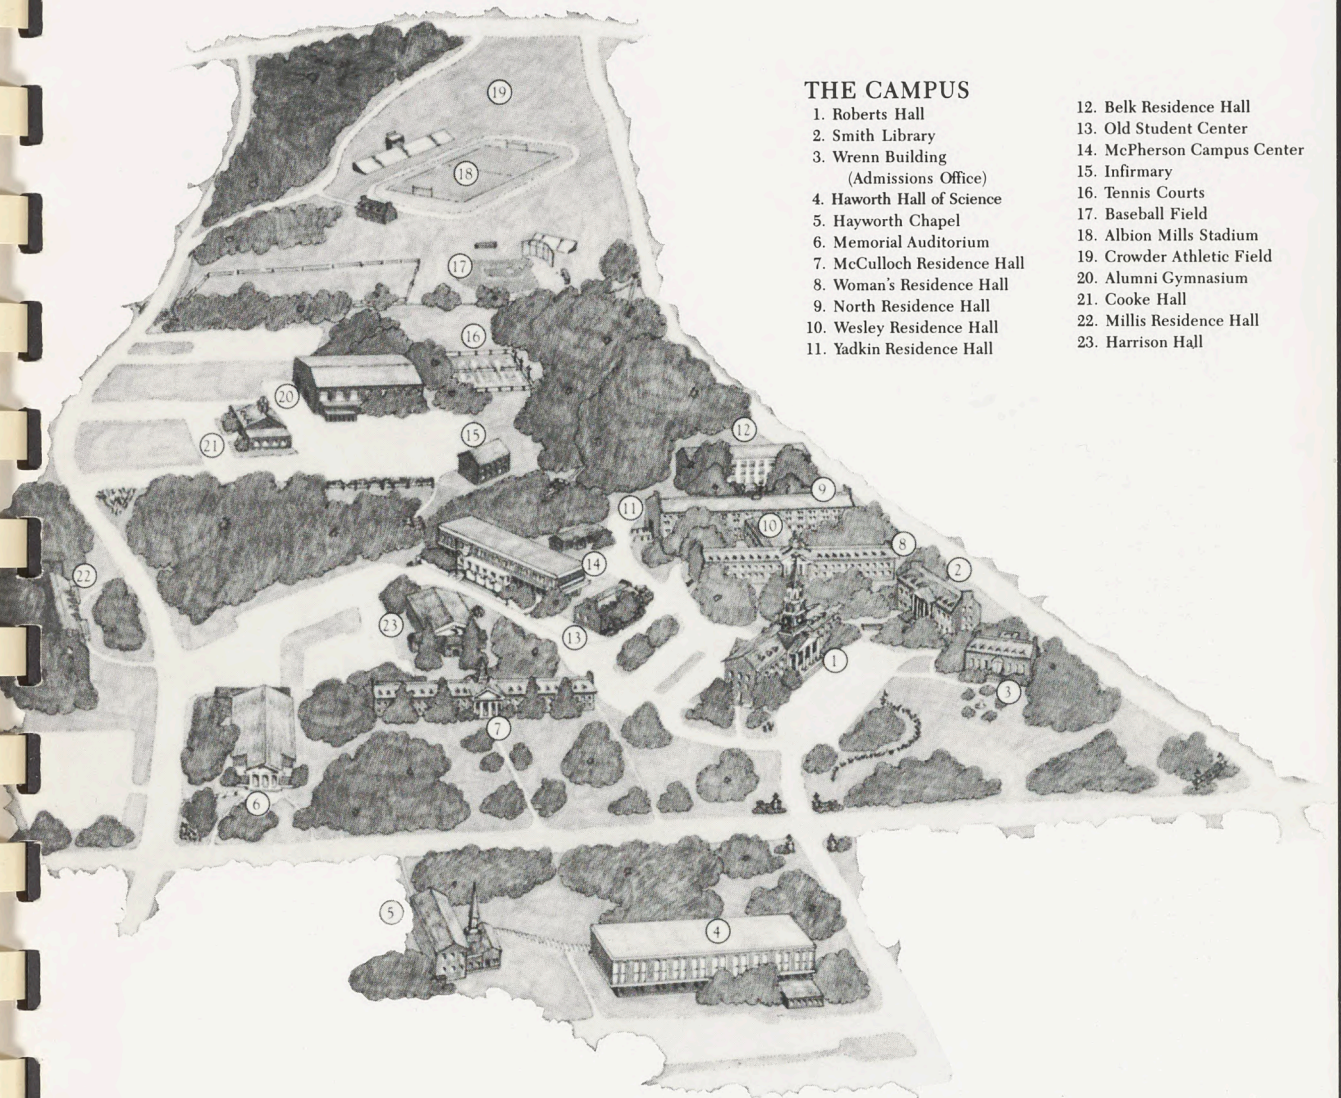 THE CAMPUS
1. Roberts Hall
2. Smith Library
3. Wrenn Building
(Admissions Office)
4. Haworth Hall of Science
5. Hayworth Chapel
6. Memorial Auditorium
7. McCulloch Residence Hall
8. Woman's Residence Hall
9. North Residence Hall
10. Wesley Residence Hall
11. Yadkin Residence Hall
12. Belk Residence Hall
13. Old Student Center
14. McPherson Campus Center
15. Infirmary
16. Tennis Courts
17. Baseball Field
18. Albion Mills Stadium
19. Crowder Athletic Field
20. Alumni Gymnasium
21. Cooke Hall
22. Millis Residence Hall
23. Harrison Hall
19
18
17
16
20
21
15
12
9
11
10
8
14
2
22
23
13
1
3
7
6
5
4